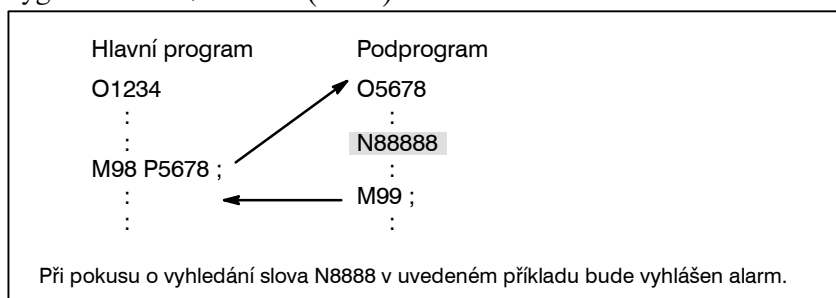 Hlavní program Podprogram
O1234 O5678
: :
: N88888
M98 P5678 ; :
: M99 ;
: :
Při pokusu o vyhledání slova N8888 v uvedeném příkladu bude vyhlášen alarm.